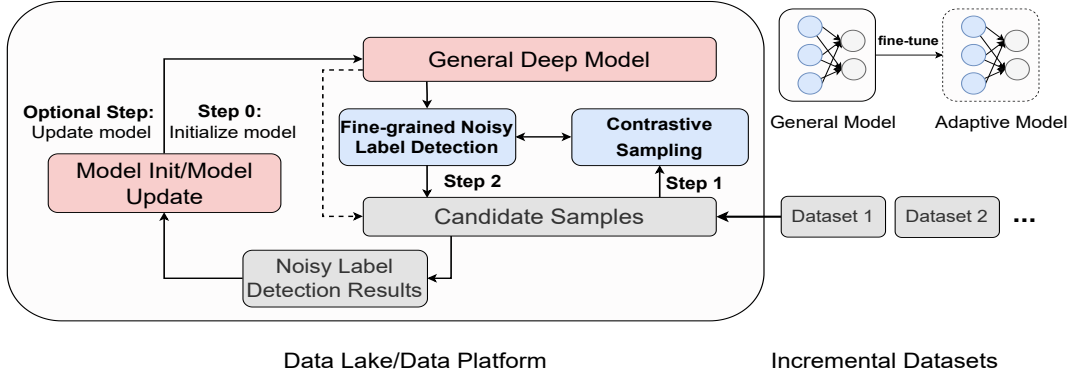 General Deep Model
fine-tune
Optional Step:
Update model
Step 0:
Initialize model
Fine-grained Noisy
Label Detection
Contrastive
Sampling
General Model
Adaptive Model
Model Init/Model
Update
Step 2
Step 1
Candidate Samples
Dataset 1
Dataset 2
...
Noisy Label
Detection Results
Data Lake/Data Platform
Incremental Datasets